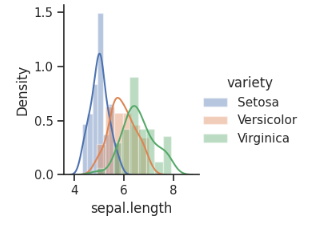 1.5
1.0
0.5
0.0
Density
4 6 8
sepal.length
variety
Setosa
Versicolor
Virginica